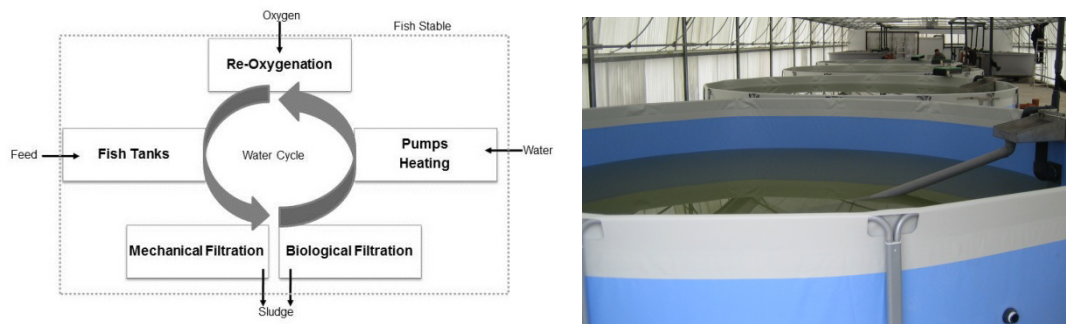 Oxygen
Fish Stable
Re-Oxygenation
Feed
Fish Tanks
Water Cycle
Pumps
Heating
Water
Mechanical Filtration
Biological Filtration
Sludge